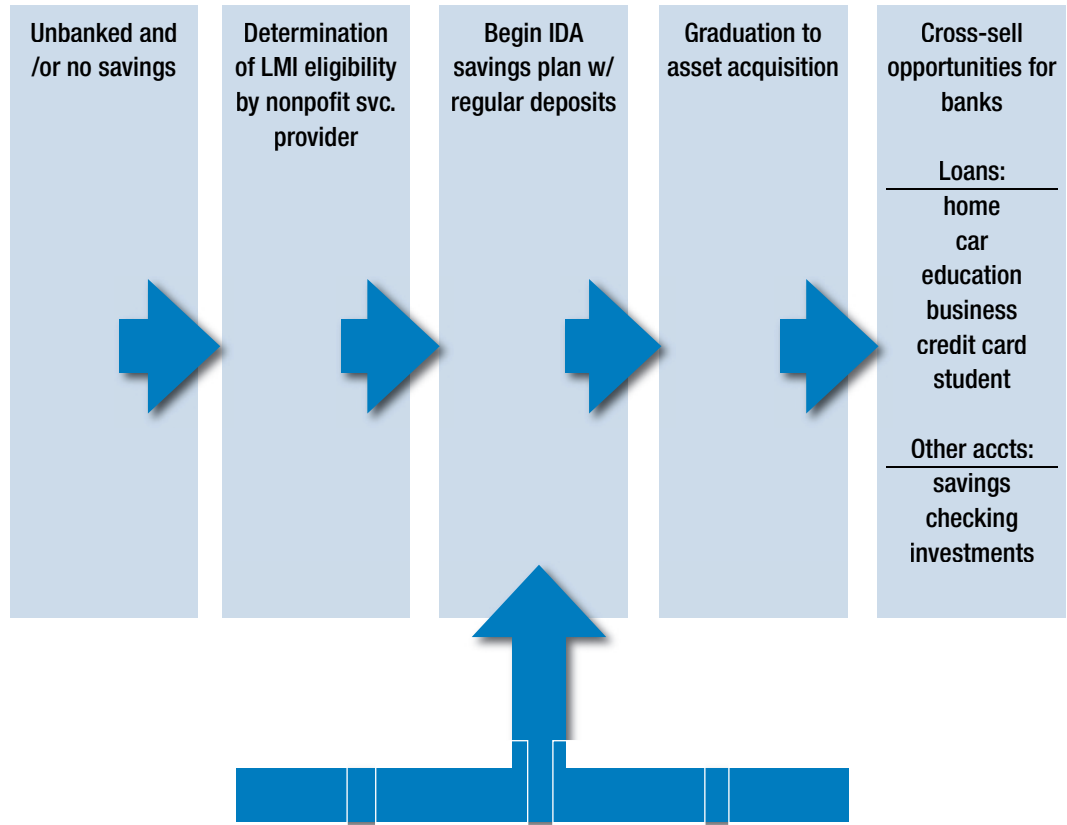 Unbanked and
/or no savings
Determination
of LMI eligibility
by nonpofit svc.
provider
Begin IDA
savings plan w/
regular deposits
Graduation to
asset acquisition
Cross-sell
opportunities for
banks
Loans:
home
car
education
business
credit card
student
Other accts:
savings
checking
investments